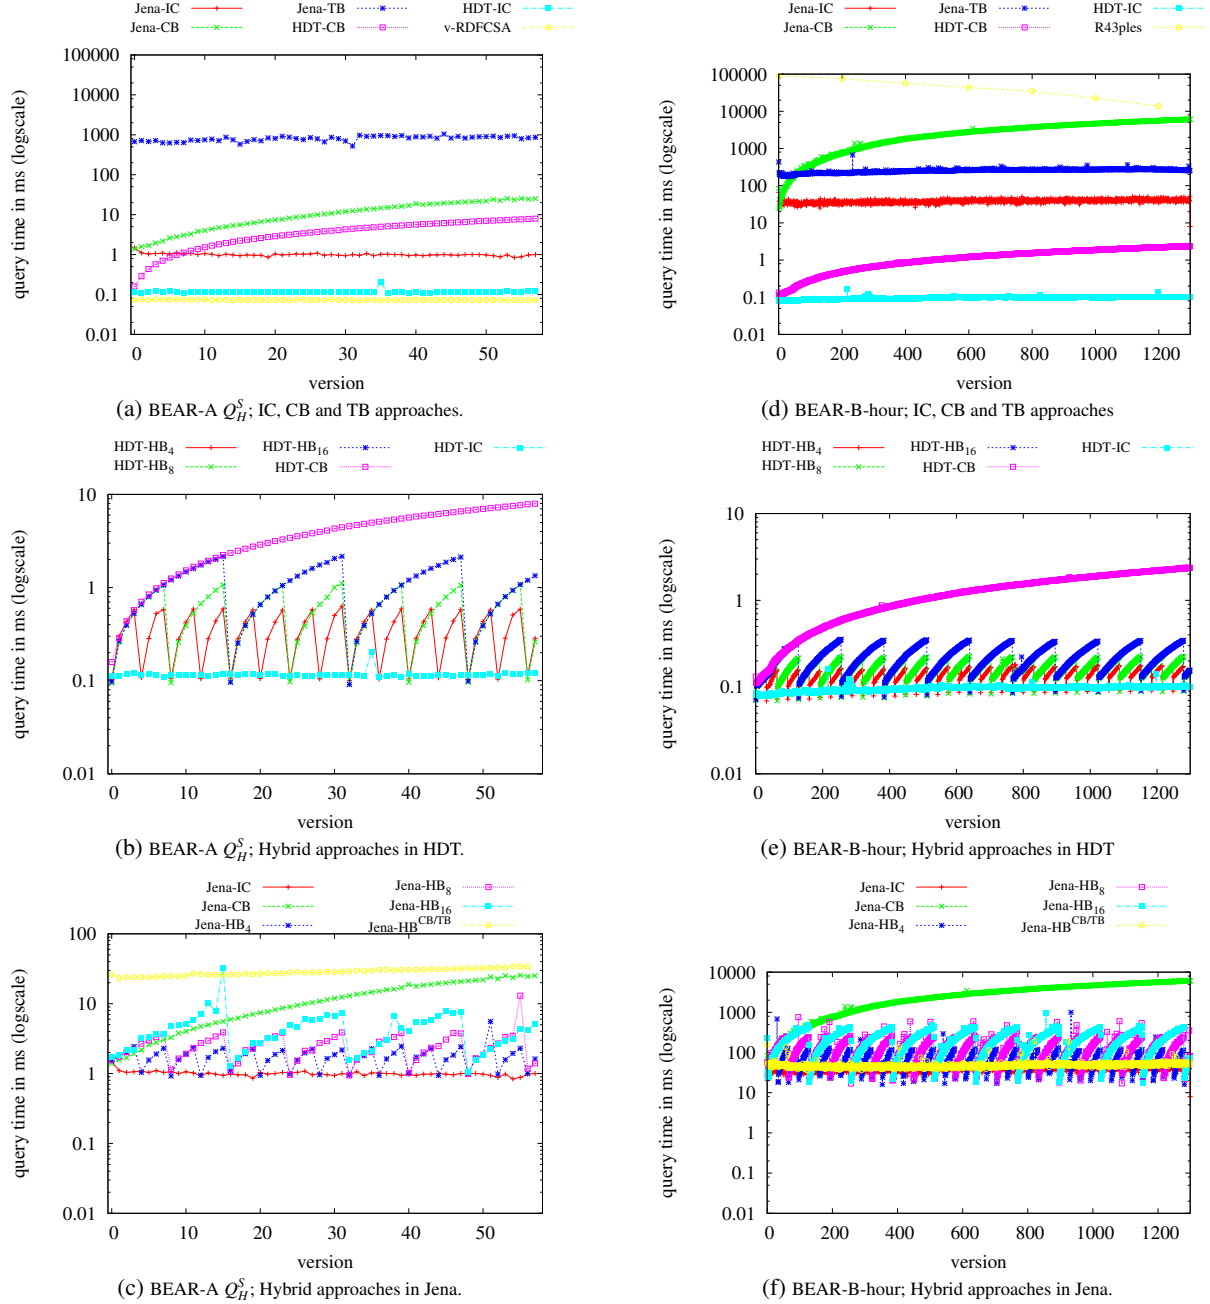 Jena-IC Jena-TB HDT-IC
Jena-CB HDT-CB v-RDFCSA
100000
10000
1000
100
10
1
0.1
0.01
query time in ms (logscale)
0 10 20 30 40 50
version
(a) BEAR-A Q_H^S; IC, CB and TB approaches.
Jena-IC Jena-TB HDT-IC
Jena-CB HDT-CB R43ples
100000
10000
1000
100
10
1
0.1
0.01
query time in ms (logscale)
0 200 400 600 800 1000 1200
version
(d) BEAR-B-hour; IC, CB and TB approaches
HDT-HB₄ HDT-HB₁₆ HDT-IC
HDT-HB₈ HDT-CB
10
1
0.1
0.01
query time in ms (logscale)
0 10 20 30 40 50
version
(b) BEAR-A Q_H^S; Hybrid approaches in HDT.
HDT-HB₄ HDT-HB₁₆ HDT-IC
HDT-HB₈ HDT-CB
10
1
0.1
0.01
query time in ms (logscale)
0 200 400 600 800 1000 1200
version
(e) BEAR-B-hour; Hybrid approaches in HDT
Jena-IC Jena-HB₈
Jena-CB Jena-HB₁₆
Jena-HB₄ Jena-HB^CB/TB
100
10
1
0.1
0.01
query time in ms (logscale)
0 10 20 30 40 50
version
(c) BEAR-A Q_H^S; Hybrid approaches in Jena.
Jena-IC Jena-HB₈
Jena-CB Jena-HB₁₆
Jena-HB₄ Jena-HB^CB/TB
10000
1000
100
10
1
0.1
0.01
query time in ms (logscale)
0 200 400 600 800 1000 1200
version
(f) BEAR-B-hour; Hybrid approaches in Jena.